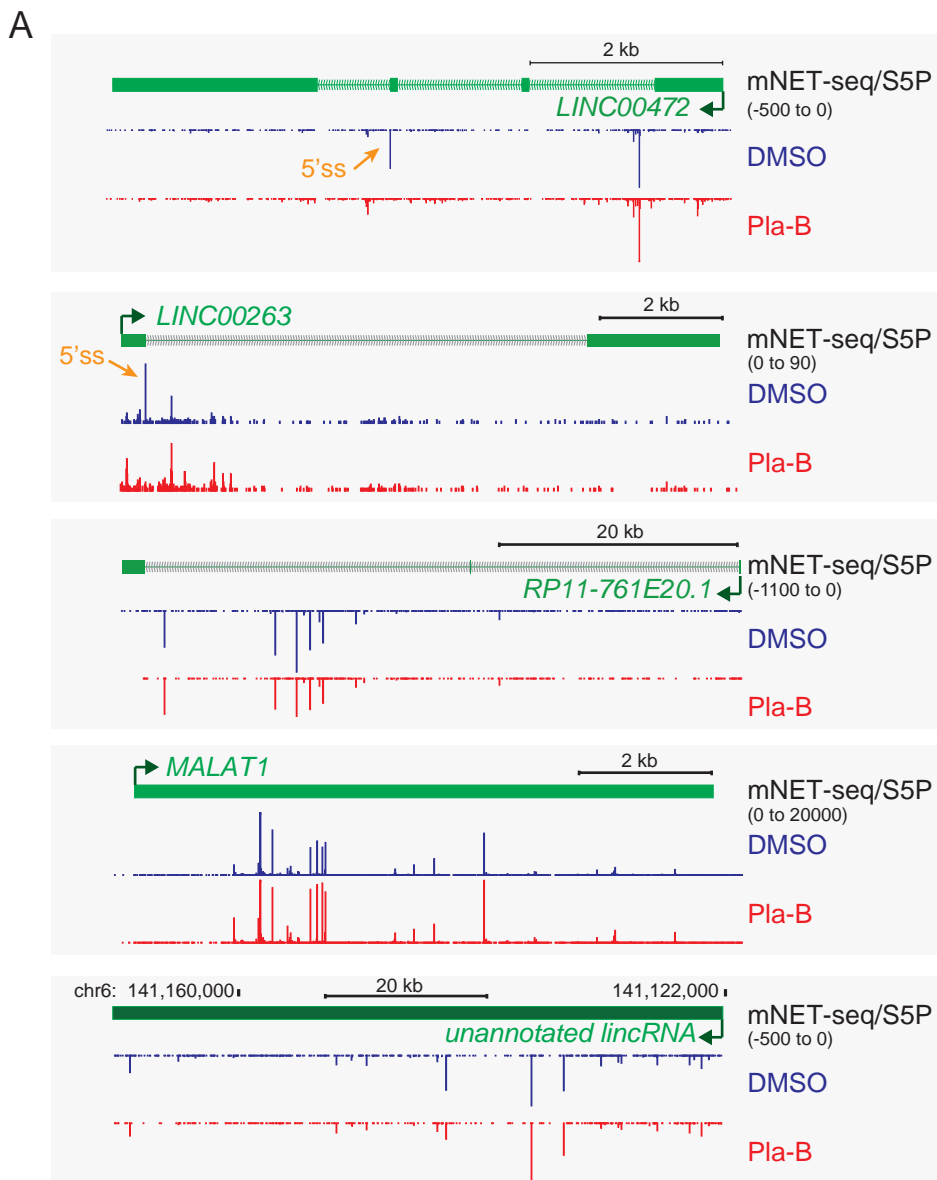 A
2 kb
mNET-seq/S5P
LINC00472
(-500 to 0)
5'ss
DMSO
Pla-B
LINC00263
2 kb
mNET-seq/S5P
5'ss
(0 to 90)
DMSO
Pla-B
20 kb
mNET-seq/S5P
RP11-761E20.1
(-1100 to 0)
DMSO
Pla-B
MALAT1
2 kb
mNET-seq/S5P
(0 to 20000)
DMSO
Pla-B
chr6: 141,160,000 20 kb 141,122,000
mNET-seq/S5P
unannotated lincRNA
(-500 to 0)
DMSO
Pla-B